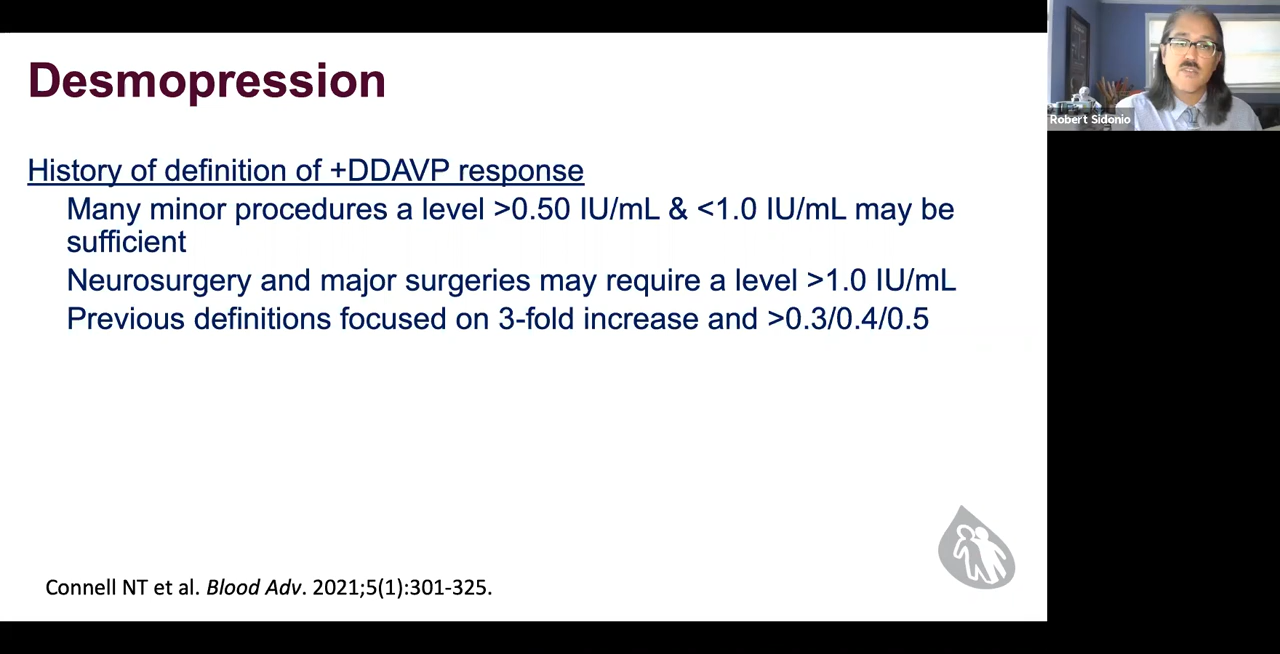 Desmopression
Robert Sidonio
History of definition of +DDAVP response
Many minor procedures a level >0.50 IU/mL & <1.0 IU/mL may be
sufficient
Neurosurgery and major surgeries may require a level >1.0 IU/mL
Previous definitions focused on 3-fold increase and >0.3/0.4/0.5
Connell NT et al. Blood Adv. 2021;5(1):301-325.